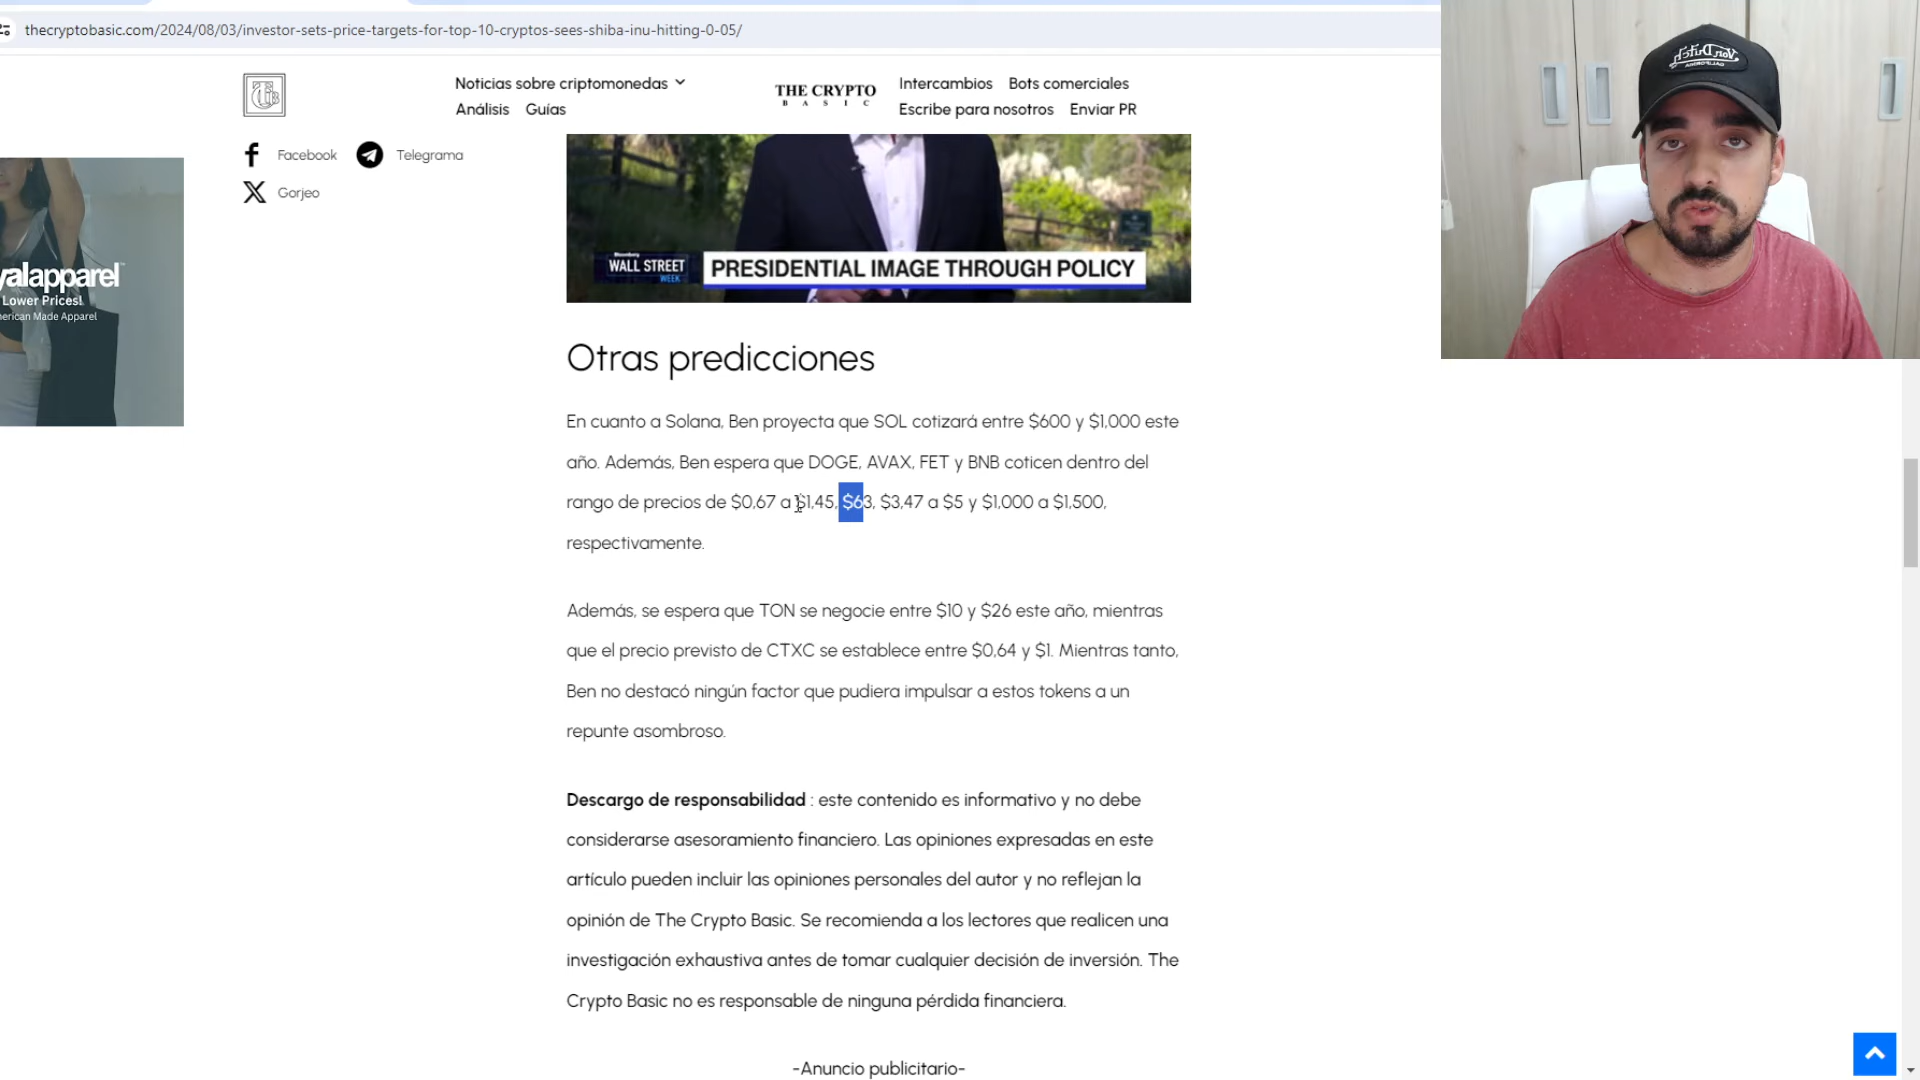 thecryptobasic.com/2024/08/03/investor-sets-price-targets-for-top-10-cryptos-sees-shiba-inu-hitting-0-05/
Noticias sobre criptomonedas
Análisis Guías
THE CRYPTO
BASIC
Intercambios Bots comerciales
Escribe para nosotros Enviar PR
Facebook
Telegrama
Gorjeo
yalapparel
Lower Prices!
merican Made Apparel
Bloomberg
WALL STREET
WEEK
PRESIDENTIAL IMAGE THROUGH POLICY
Von Dutch
Otras predicciones
En cuanto a Solana, Ben proyecta que SOL cotizará entre $600 y $1,000 este
año. Además, Ben espera que DOGE, AVAX, FET y BNB coticen dentro del
rango de precios de $0,67 a $1,45, $63, $3,47 a $5 y $1,000 a $1,500,
respectivamente.
Además, se espera que TON se negocie entre $10 y $26 este año, mientras
que el precio previsto de CTXC se establece entre $0,64 y $1. Mientras tanto,
Ben no destacó ningún factor que pudiera impulsar a estos tokens a un
repunte asombroso.
Descargo de responsabilidad : este contenido es informativo y no debe
considerarse asesoramiento financiero. Las opiniones expresadas en este
artículo pueden incluir las opiniones personales del autor y no reflejan la
opinión de The Crypto Basic. Se recomienda a los lectores que realicen una
investigación exhaustiva antes de tomar cualquier decisión de inversión. The
Crypto Basic no es responsable de ninguna pérdida financiera.
-Anuncio publicitario-